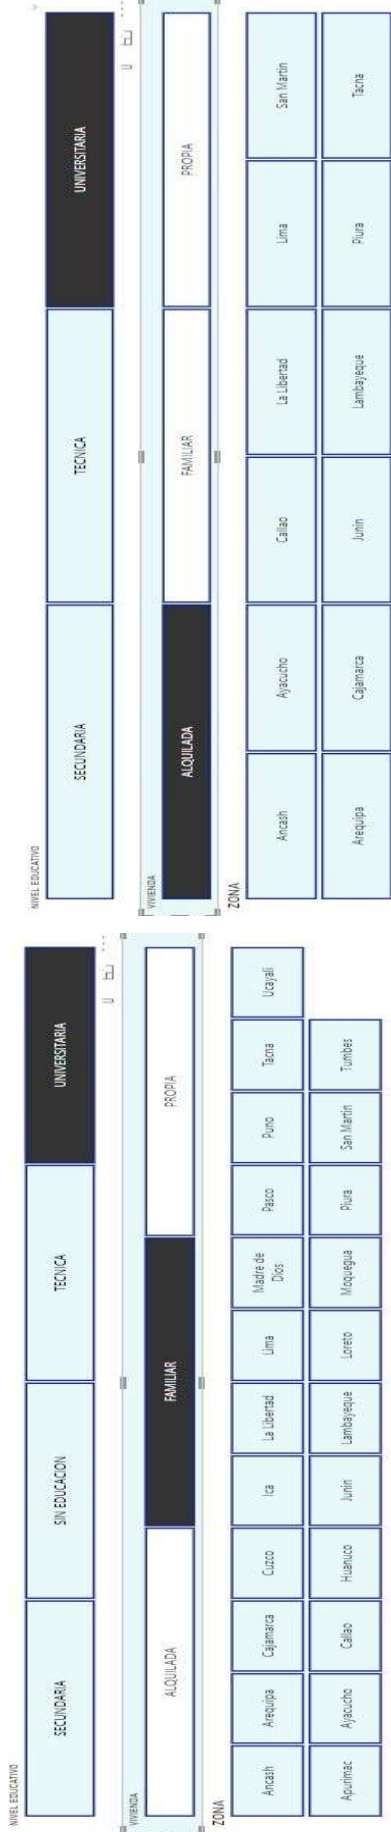 NIVEL EDUCATIVO
SECUNDARIA SIN EDUCACION TECNICA UNIVERSITARIA
VIVIENDA
ALQUILADA FAMILIAR PROPIA
ZONA
Ancash Arequipa Cajamarca Cuzco Ica La Libertad Lima Madre de Dios Pasco Puno Tacna Ucayali
Apurimac Ayacucho Callao Huanuco Junin Lambayeque Loreto Moquegua Piura San Martin Tumbes
NIVEL EDUCATIVO
SECUNDARIA TECNICA UNIVERSITARIA
VIVIENDA
ALQUILADA FAMILIAR PROPIA
ZONA
Ancash Ayacucho Callao La Libertad Lima San Martin
Arequipa Cajamarca Junin Lambayeque Piura Tacna